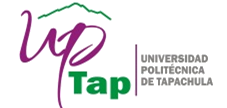 up
Tap
UNIVERSIDAD
POLITÉCNICA
DE TAPACHULA